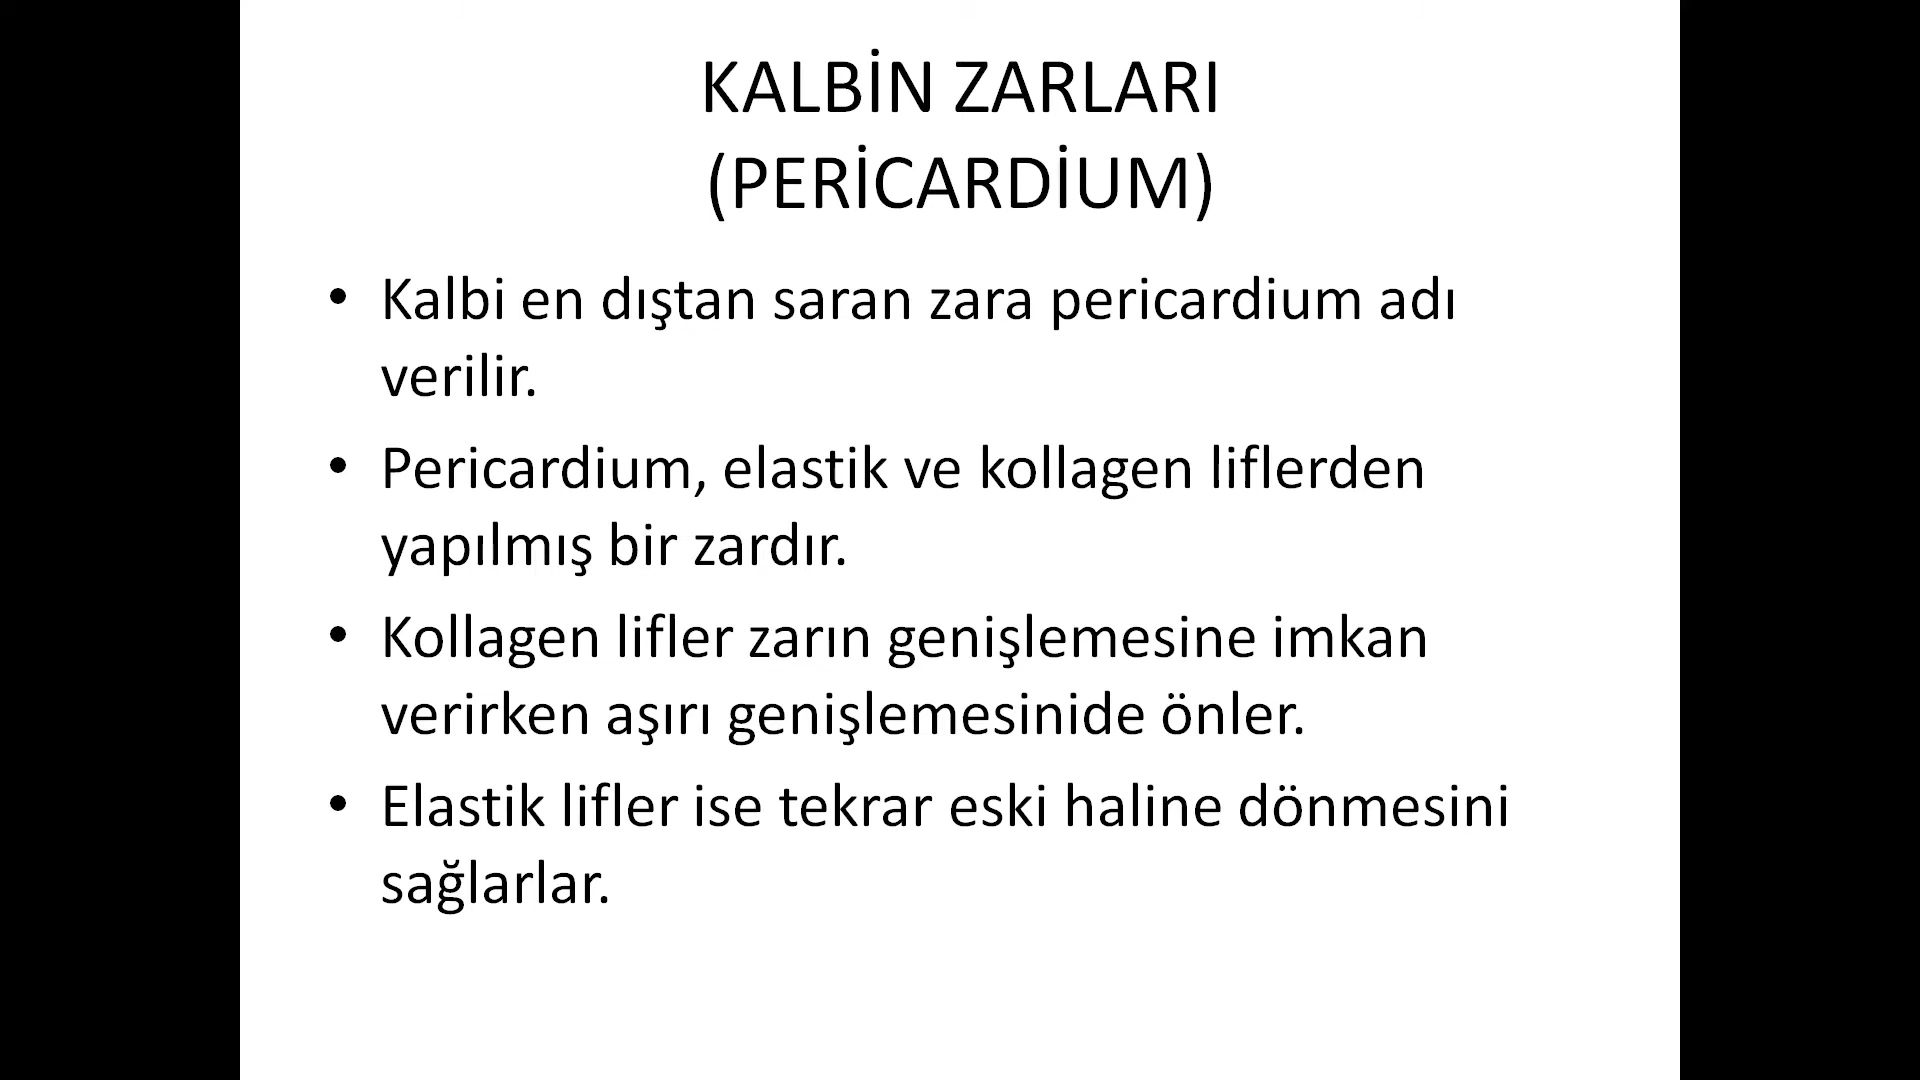 KALBİN ZARLARI
(PERİCARDİUM)
• Kalbi en dıştan saran zara pericardium adı
verilir.
• Pericardium, elastik ve kollagen liflerden
yapılmış bir zardır.
• Kollagen lifler zarın genişlemesine imkan
verirken aşırı genişlemesinide önler.
• Elastik lifler ise tekrar eski haline dönmesini
sağlarlar.